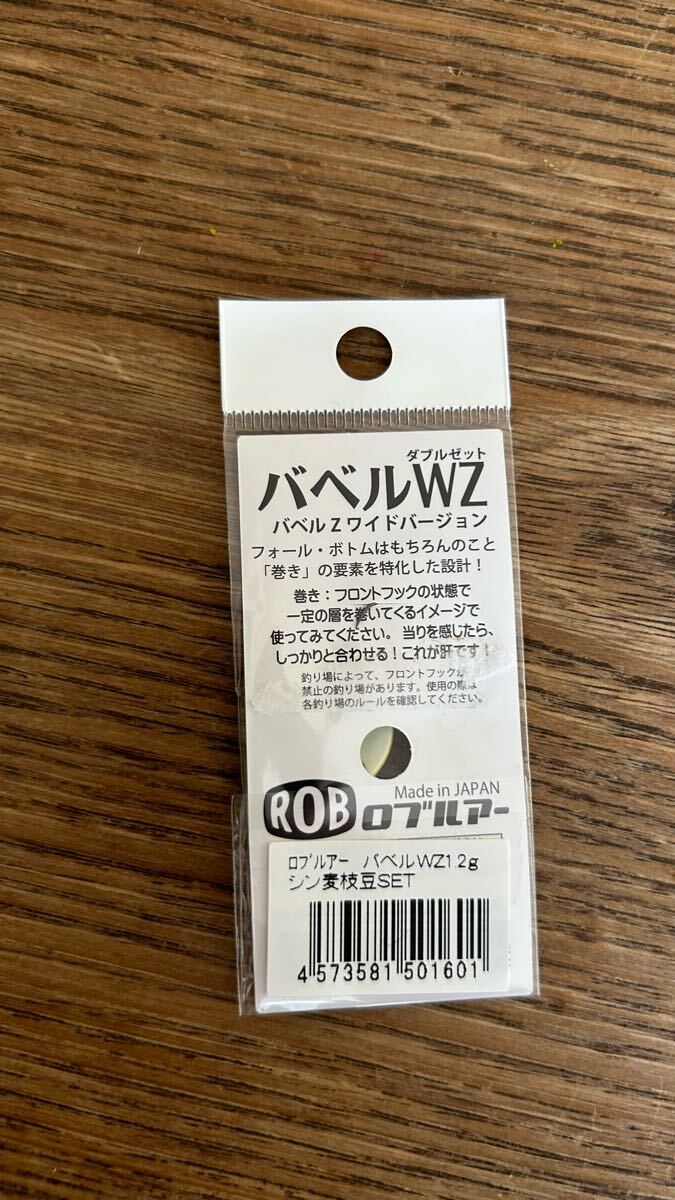 ダブルゼット
バベルWZ
バベルZワイドバージョン
フォール・ボトムはもちろんのこと
「巻き」の要素を特化した設計!
巻き:フロントフックの状態で
一定の層を巻いてくるイメージで
使ってみてください。当りを感じたら、
しっかりと合わせる!これが肝です!
釣り場によって、フロントフックが
禁止の釣り場があります。使用の際は
各釣り場のルールを確認してください。
Made in JAPAN
ROB ロブルアー
ロブルアー バベルWZ1.2g
シン麦枝豆SET
4 573581 501601